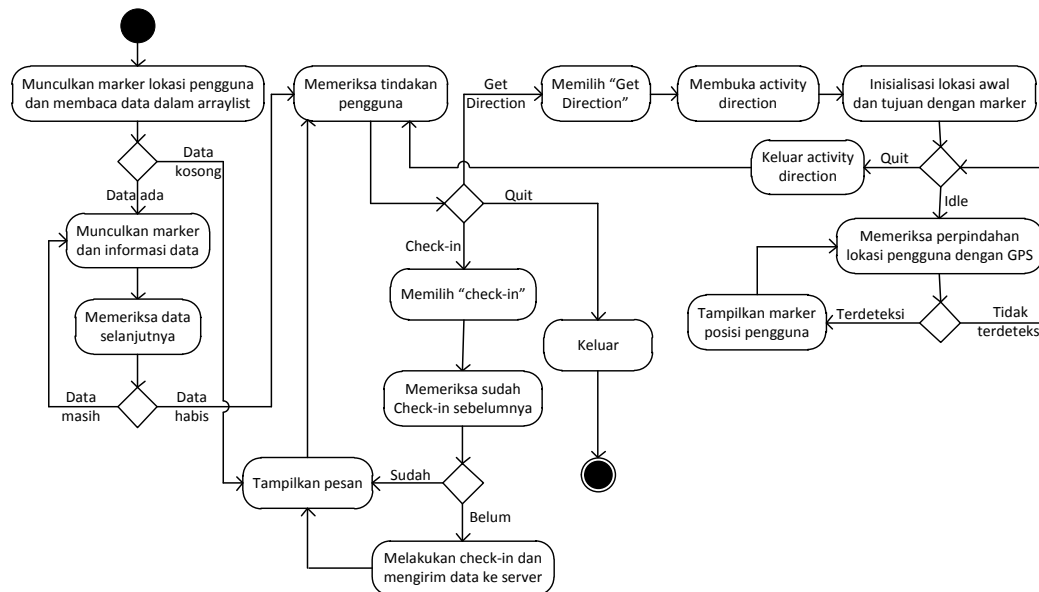 Munculkan marker lokasi pengguna
dan membaca data dalam arraylist
Data
kosong
Data ada
Munculkan marker
dan informasi data
Memeriksa data
selanjutnya
Data
masih
Data
habis
Memeriksa tindakan
pengguna
Get
Direction
Quit
Check-in
Memilih “check-in”
Memeriksa sudah
Check-in sebelumnya
Sudah
Belum
Tampilkan pesan
Melakukan check-in dan
mengirim data ke server
Keluar
Memilih “Get
Direction”
Membuka activity
direction
Inisialisasi lokasi awal
dan tujuan dengan marker
Quit
Keluar activity
direction
Idle
Memeriksa perpindahan
lokasi pengguna dengan GPS
Terdeteksi
Tampilkan marker
posisi pengguna
Tidak
terdeteks